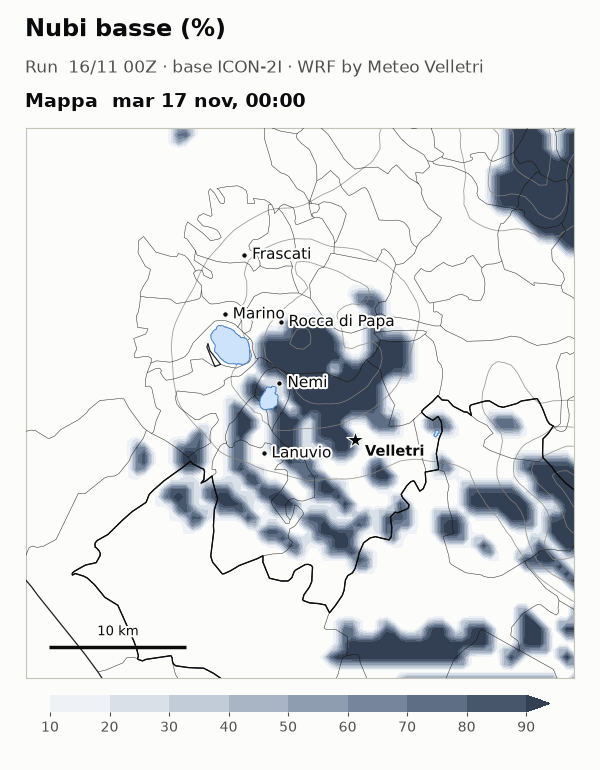 Nubi basse (%)
Run  16/11 00Z · base ICON-2I · WRF by Meteo Velletri
Mappa  mar 17 nov, 00:00
Frascati
Marino
Rocca di Papa
Nemi
Velletri
Lanuvio
10 km
10 20 30 40 50 60 70 80 90